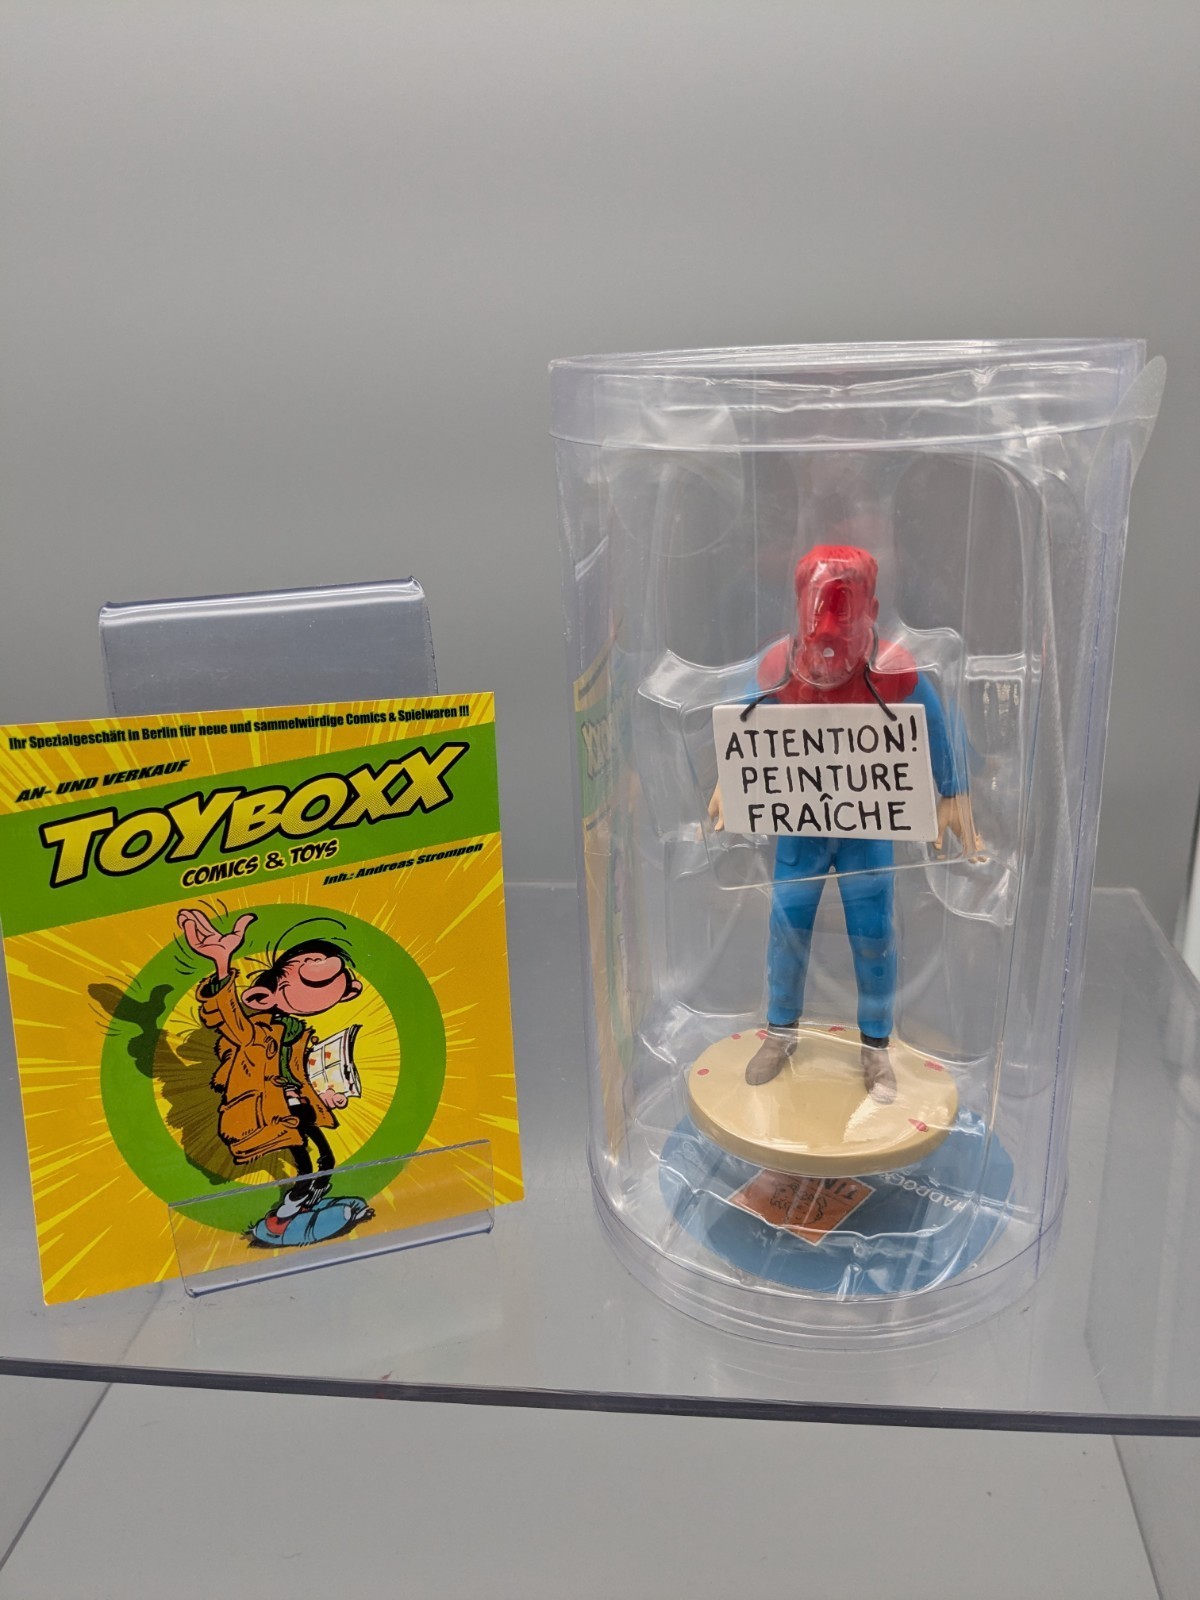 Ihr Spezialgeschäft in Berlin für neue und sammelwürdige Comics & Spielwaren !!!
AN- UND VERKAUF
TOYBOXX
COMICS & TOYS
Inh.: Andreas Strompen
ATTENTION!
PEINTURE
FRAÎCHE